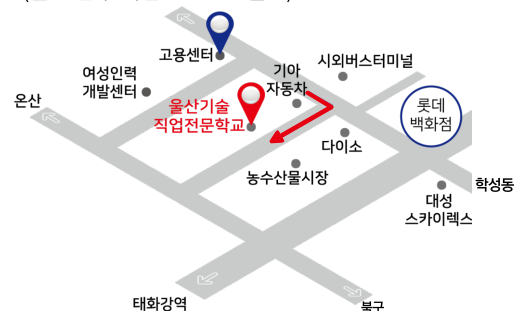 고용센터
시외버스터미널
기아
자동차
여성인력
개발센터
온산
울산기술
직업전문학교
롯데
백화점
다이소
농수산물시장
학성동
대성
스카이렉스
태화강역
북구